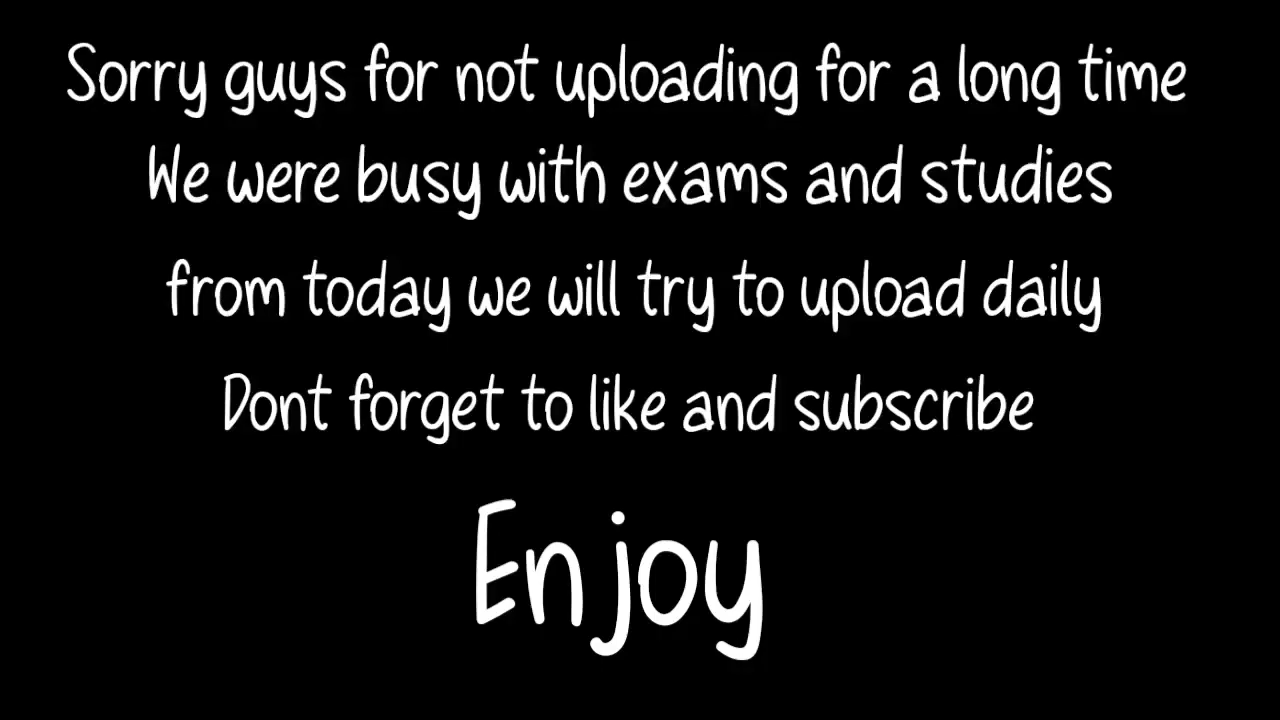 Sorry guys for not uploading for a long time
We were busy with exams and studies
from today we will try to upload daily
Dont forget to like and subscribe
Enjoy